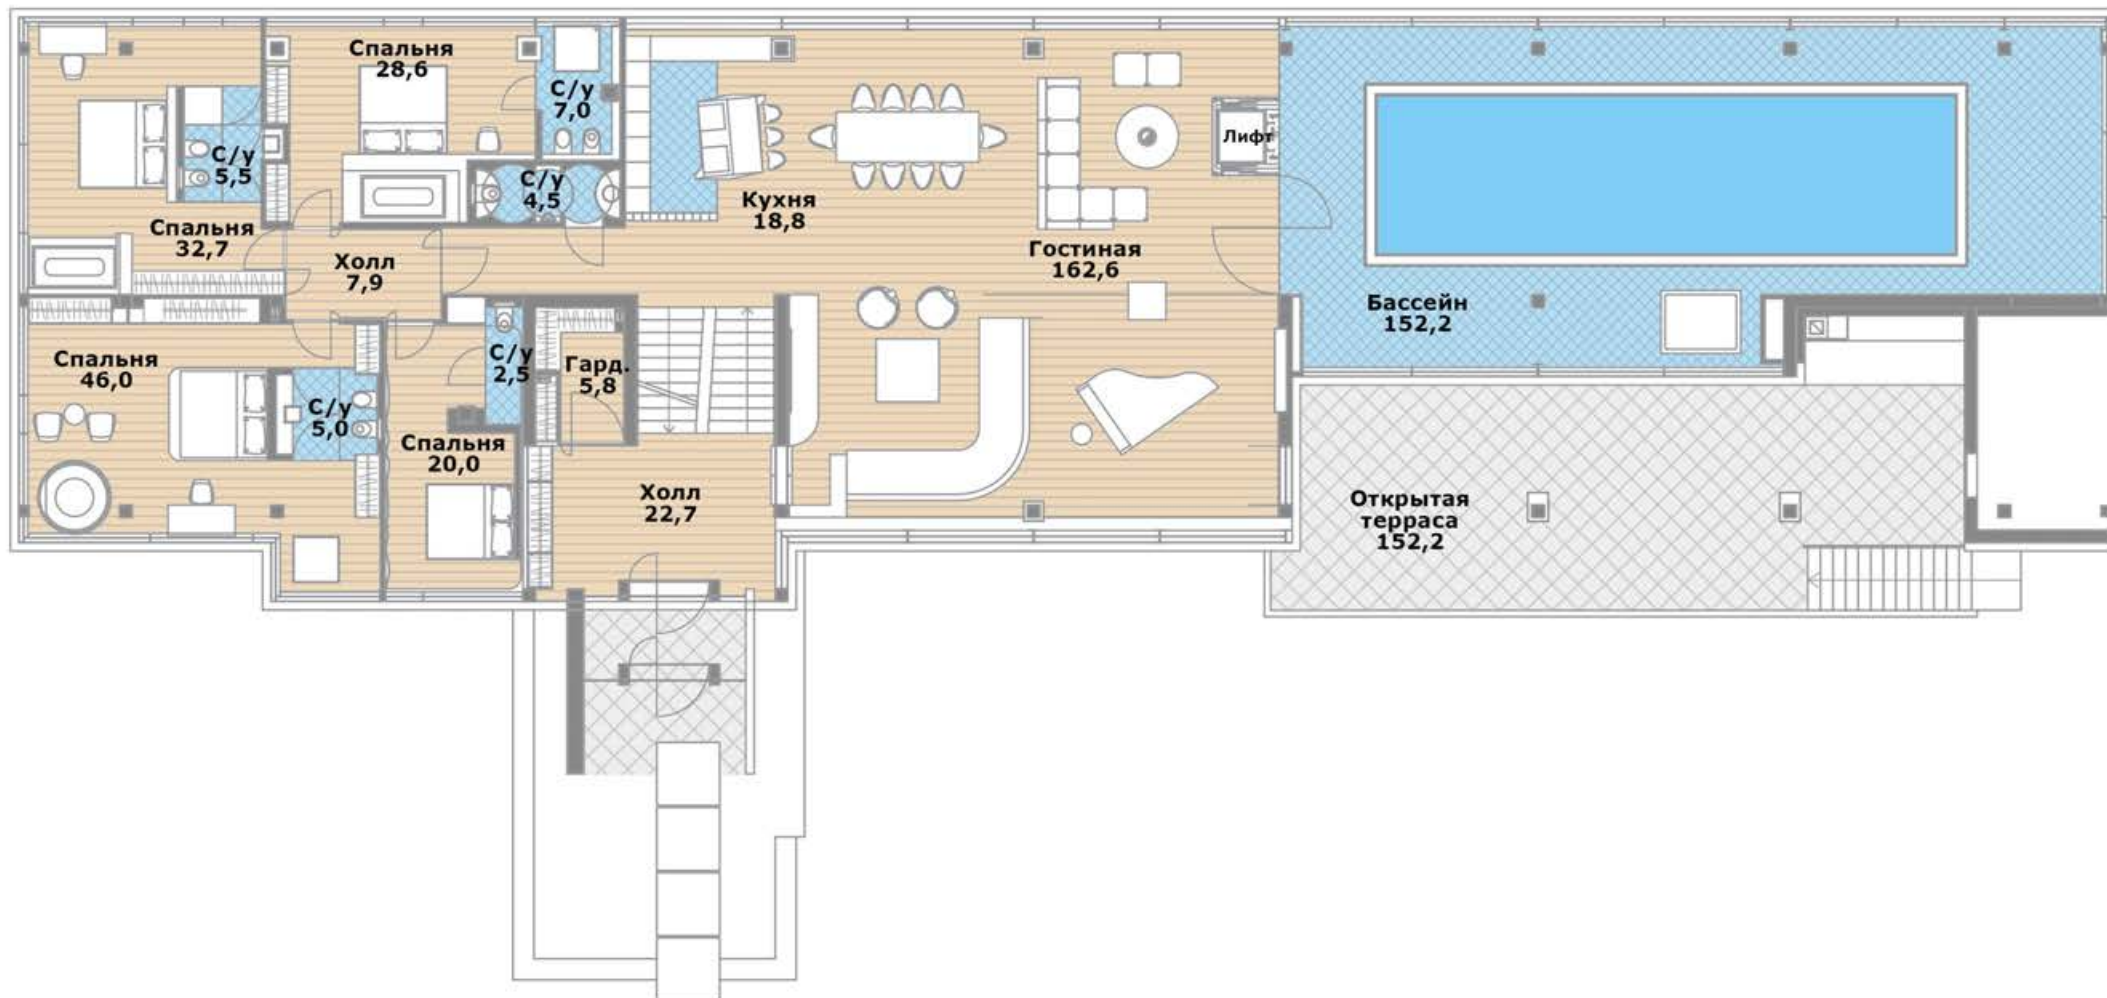 Спальня
28,6
С/у
7,0
С/у
5,5
С/у
4,5
Лифт
Кухня
18,8
Спальня
32,7
Холл
7,9
Гостиная
162,6
Бассейн
152,2
Спальня
46,0
С/у
5,0
С/у
2,5
Гард.
5,8
Спальня
20,0
Холл
22,7
Открытая
терраса
152,2